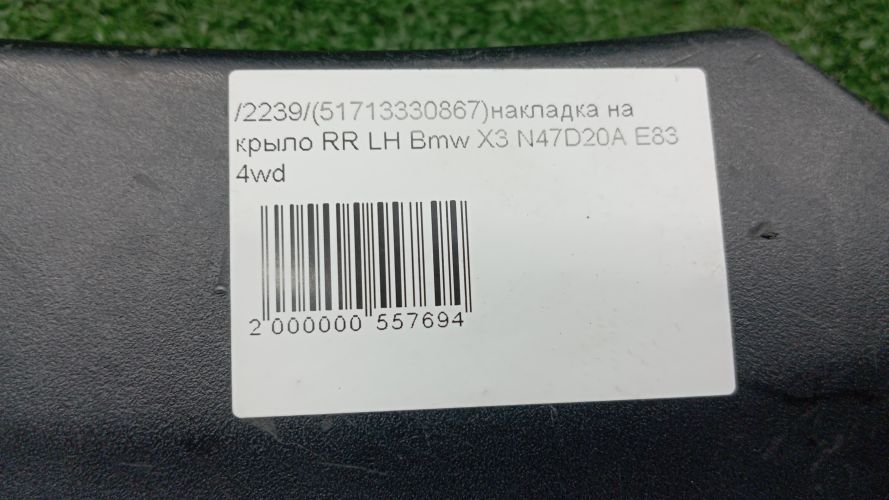 /2239/(51713330867)накладка на
крыло RR LH Bmw X3 N47D20A E83
4wd
2 000000 557694